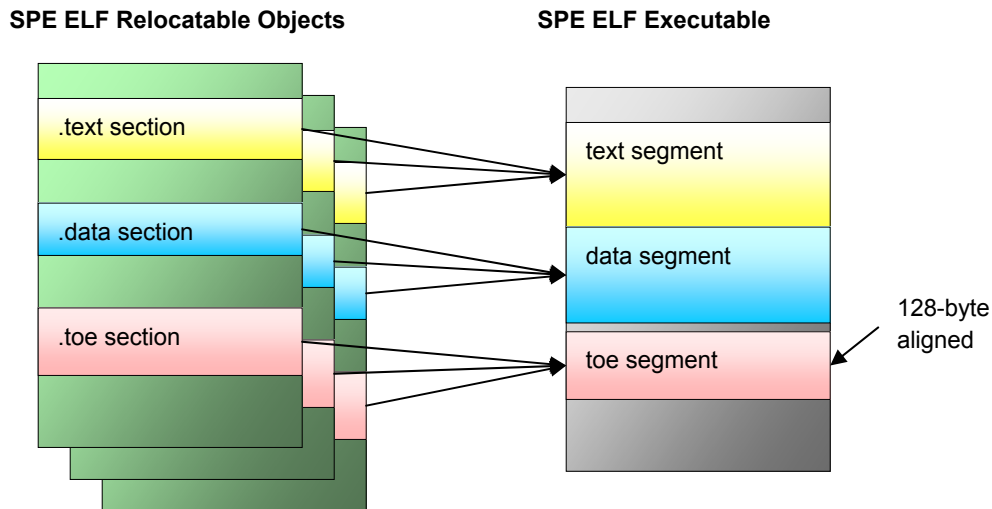 SPE ELF Relocatable Objects
SPE ELF Executable
.text section
.data section
.toe section
text segment
data segment
toe segment
128-byte
aligned